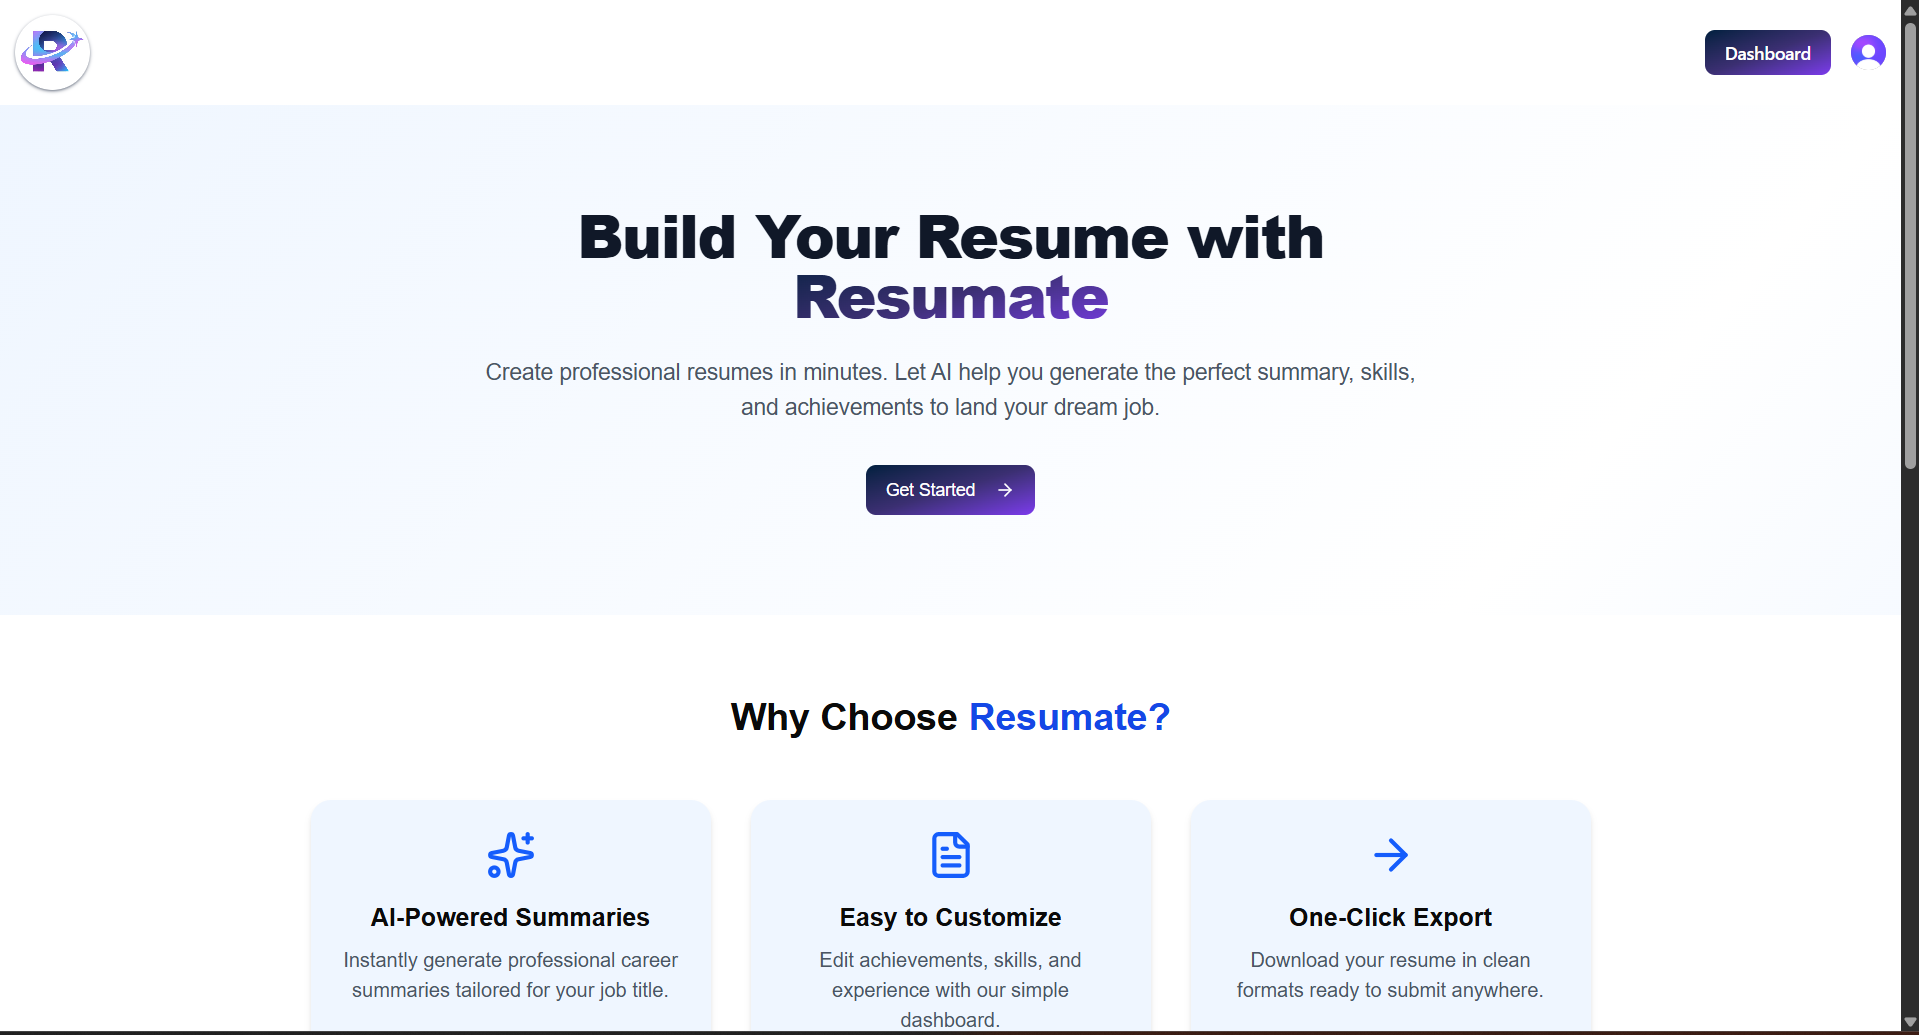 R
Dashboard
Build Your Resume with
Resumate
Create professional resumes in minutes. Let AI help you generate the perfect summary, skills,
and achievements to land your dream job.
Get Started
Why Choose Resumate?
AI-Powered Summaries
Instantly generate professional career
summaries tailored for your job title.
Easy to Customize
Edit achievements, skills, and
experience with our simple
dashboard.
One-Click Export
Download your resume in clean
formats ready to submit anywhere.